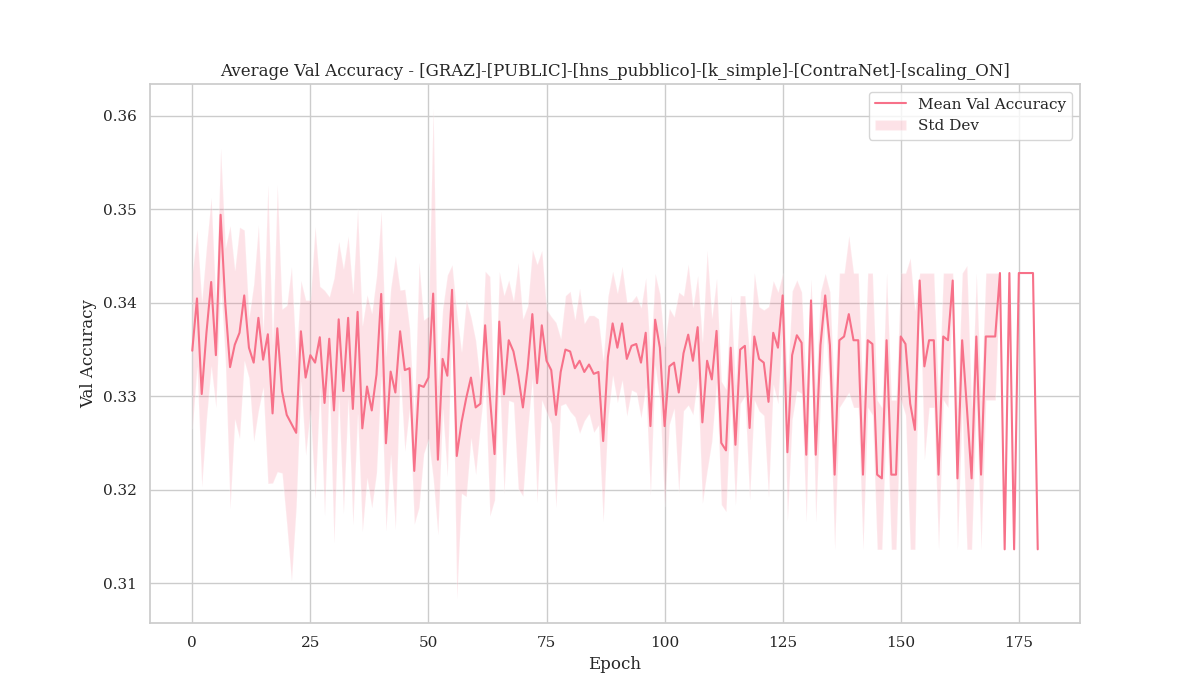 Average Val Accuracy - [GRAZ]-[PUBLIC]-[hns_pubblico]-[k_simple]-[ContraNet]-[scaling_ON]
Mean Val Accuracy
Std Dev
0.36
0.35
0.34
0.33
0.32
0.31
Val Accuracy
0 25 50 75 100 125 150 175
Epoch